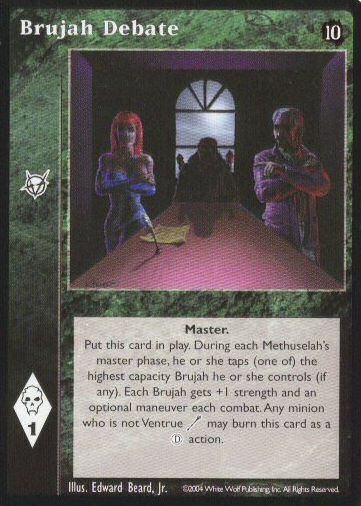 Brujah Debate
10
Master.
Put this card in play. During each Methuselah's
master phase, he or she taps (one of) the
highest capacity Brujah he or she controls (if
any). Each Brujah gets +1 strength and an
optional maneuver each combat. Any minion
who is not Ventrue may burn this card as a
D action.
1
Illus. Edward Beard, Jr.
©2004 White Wolf Publishing, Inc. All Rights Reserved.